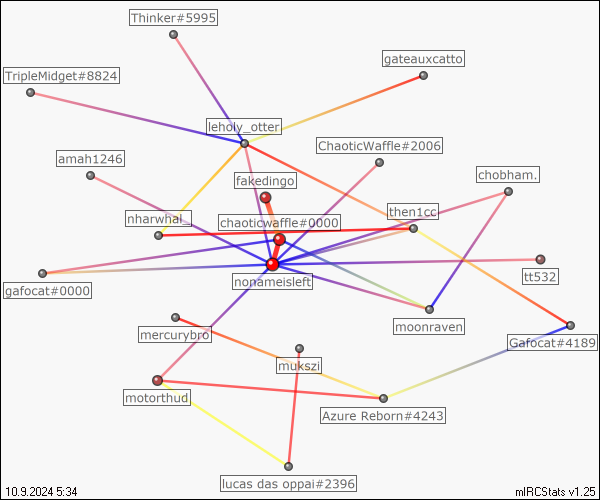 Thinker#5995
gateauxcatto
TripleMidget#8824
leholy_otter
ChaoticWaffle#2006
amah1246
chobham.
fakedingo
nharwhal_
chaoticwaffle#0000
then1cc
nonameisleft
tt532
gafocat#0000
moonraven
mercurybro
Gafocat#4189
mukszi
motorthud
Azure Reborn#4243
lucas das oppai#2396
10.9.2024 5:34
mIRCStats v1.25